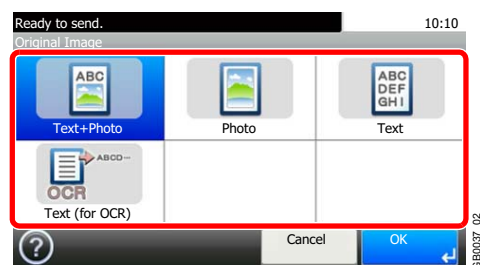 Ready to send. 10:10
Original Image
ABC
ABC
DEF
GHI
Text+Photo Photo Text
ABCD---
OCR
Text (for OCR)
? Cancel OK
GB0037_02